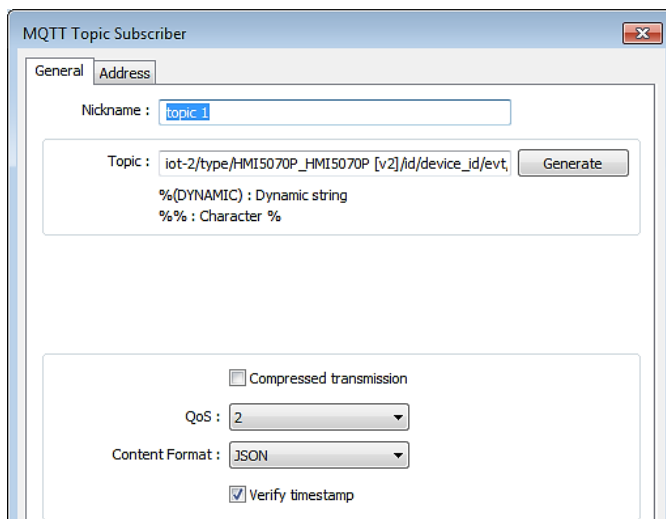 MQTT Topic Subscriber
General Address
Nickname : topic 1
Topic : iot-2/type/HMI5070P_HMI5070P [v2]/id/device_id/evt, Generate
%(DYNAMIC) : Dynamic string
%% : Character %
Compressed transmission
QoS : 2
Content Format : JSON
Verify timestamp